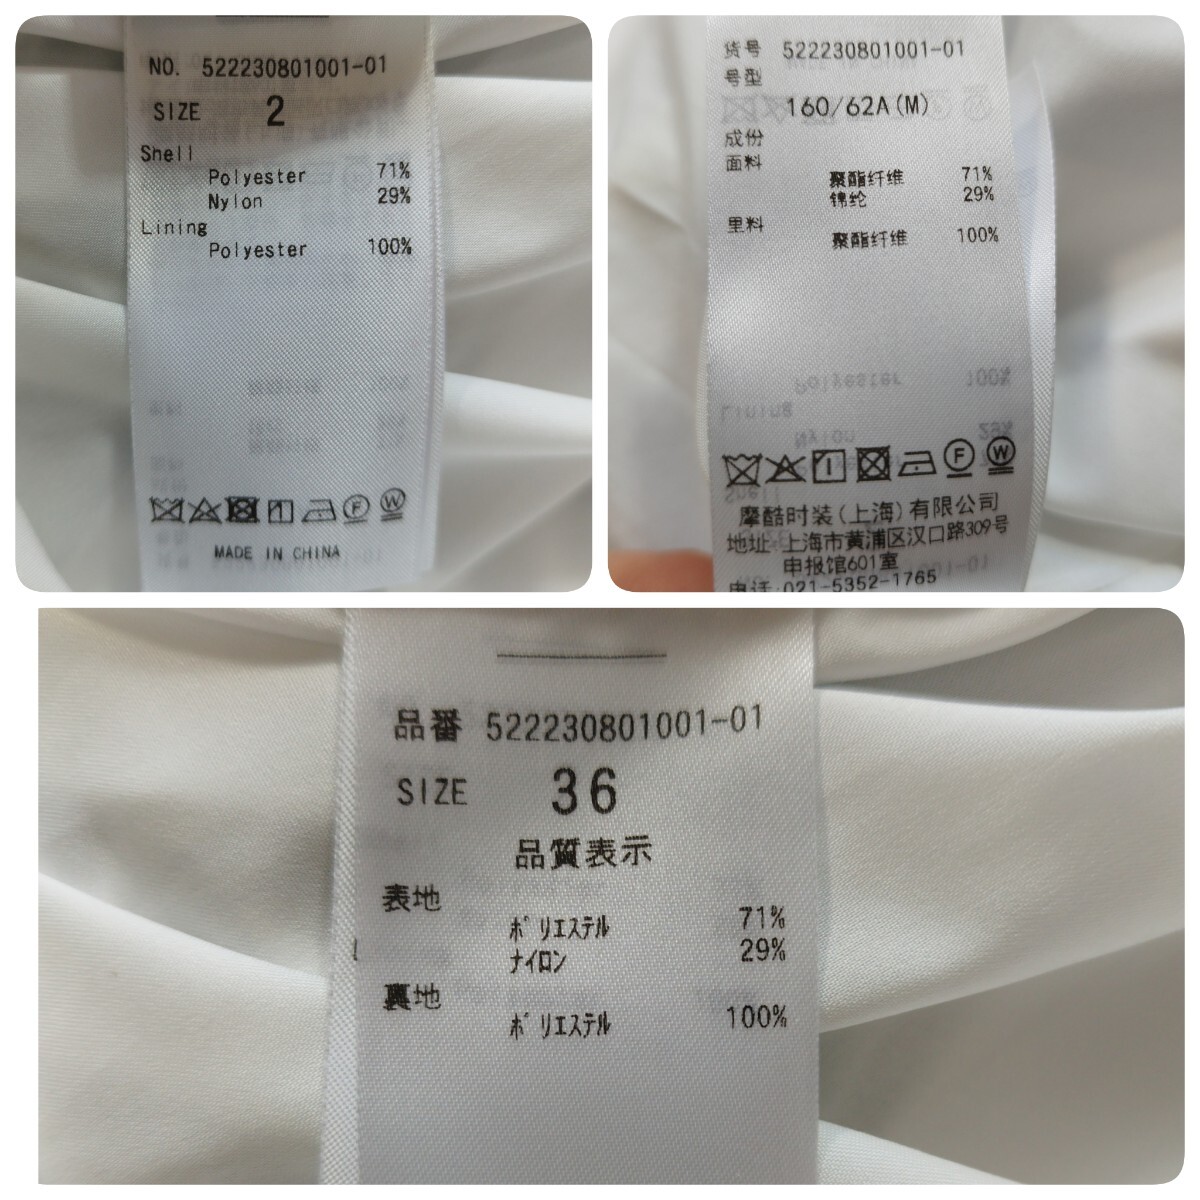 NO. 522230801001-01
SIZE 2
Shell
Polyester 71%
Nylon 29%
Lining
Polyester 100%
MADE IN CHINA
货号 522230801001-01
号型
160/62A(M)
成份
面料
聚酯纤维 71%
锦纶 29%
里料
聚酯纤维 100%
摩酷时装(上海)有限公司
地址:上海市黄浦区汉口路309号
申报馆601室
电话:021-5352-1765
品番 522230801001-01
SIZE 36
品質表示
表地
ポリエステル 71%
ナイロン 29%
裏地
ポリエステル 100%